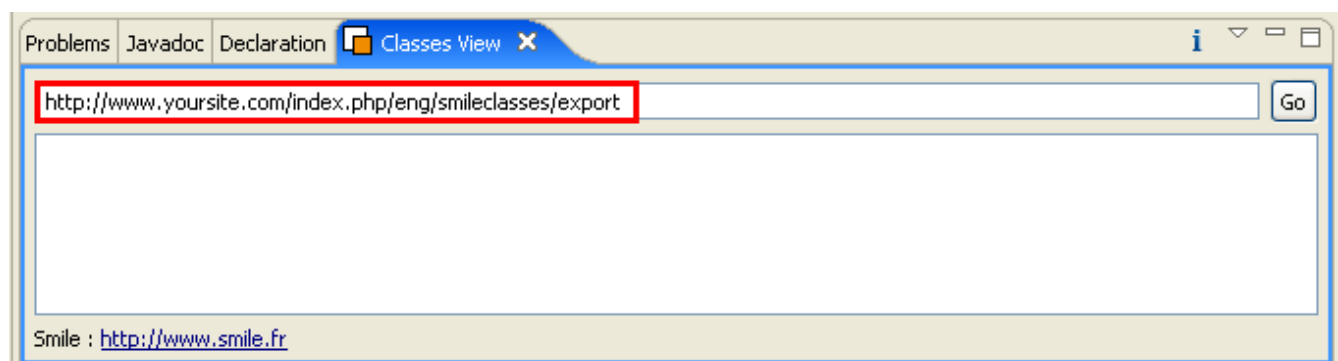 Problems Javadoc Declaration Classes View
http://www.yoursite.com/index.php/eng/smileclasses/export Go
Smile : http://www.smile.fr